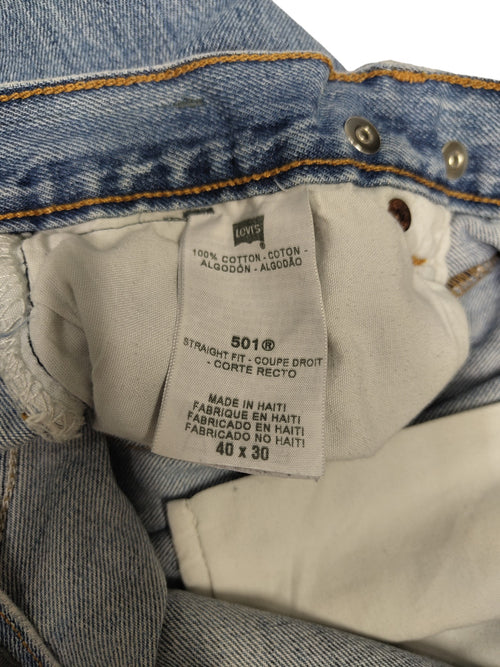 LEVI'S
100% COTTON - COTON -
ALGODÓN - ALGODÃO
501®
STRAIGHT FIT - COUPE DROIT
- CORTE RECTO
MADE IN HAITI
FABRIQUE EN HAITI
FABRICADO EN HAITI
FABRICADO NO HAITI
40 x 30